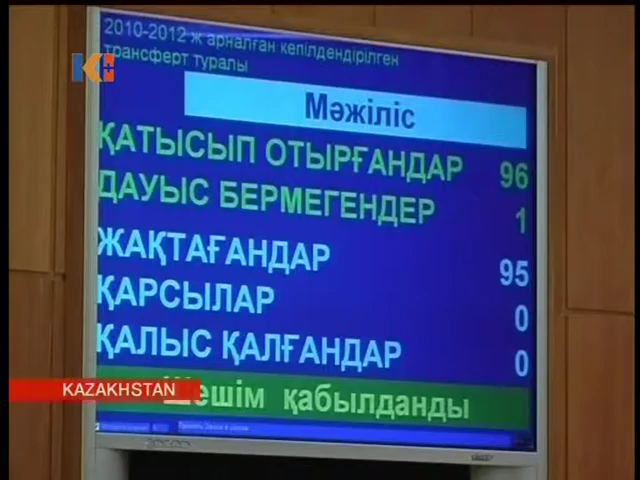 2010-2012 ж арналған кепілдендірілген
трансферт туралы
К+
Мәжіліс
ҚАТЫСЫП ОТЫРҒАНДАР 96
ДАУЫС БЕРМЕГЕНДЕР 1
ЖАҚТАҒАНДАР 95
ҚАРСЫЛАР 0
ҚАЛЫС ҚАЛҒАНДАР 0
KAZAKHSTAN
Шешім қабылданды